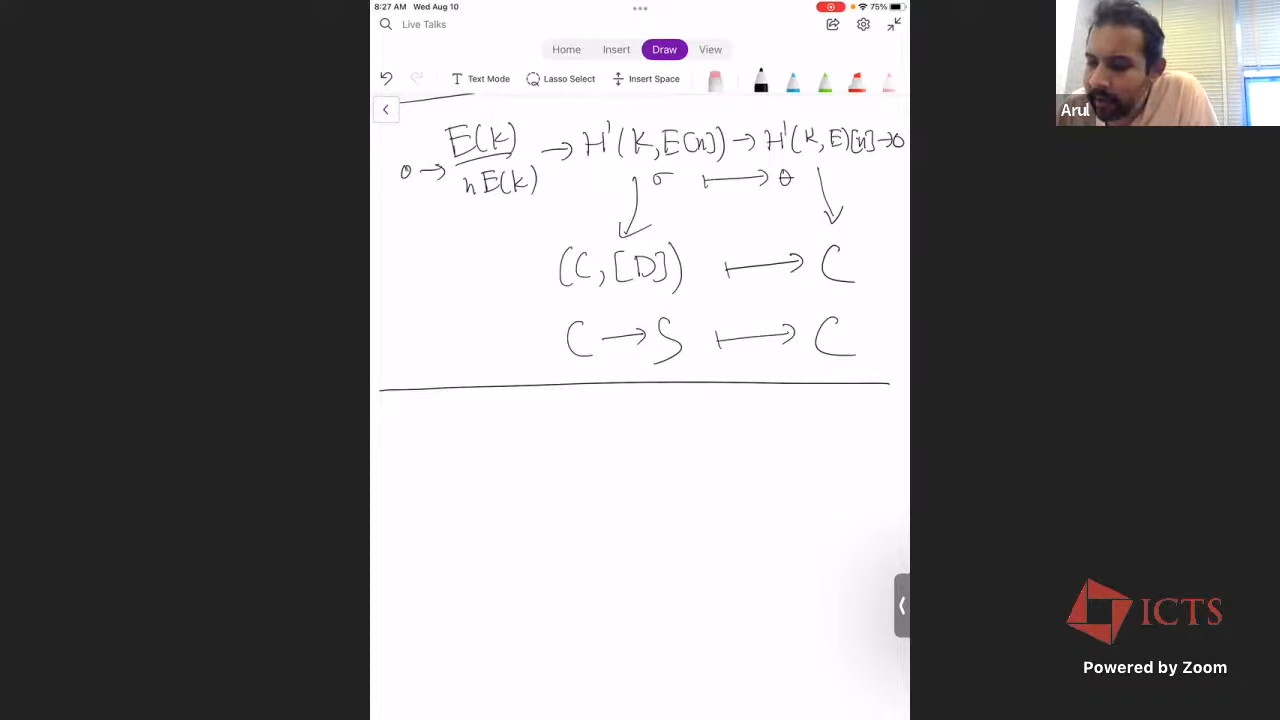 8:27 AM Wed Aug 10
75%
Live Talks
Home Insert Draw View
Text Mode Lasso Select Insert Space
0 → E(k)/nE(k) → H¹(K, E[n]) → H¹(K, E)[n] → 0
σ ↦ θ
(C, [D]) ↦ C
C → S ↦ C
Arul
ICTS
Powered by Zoom